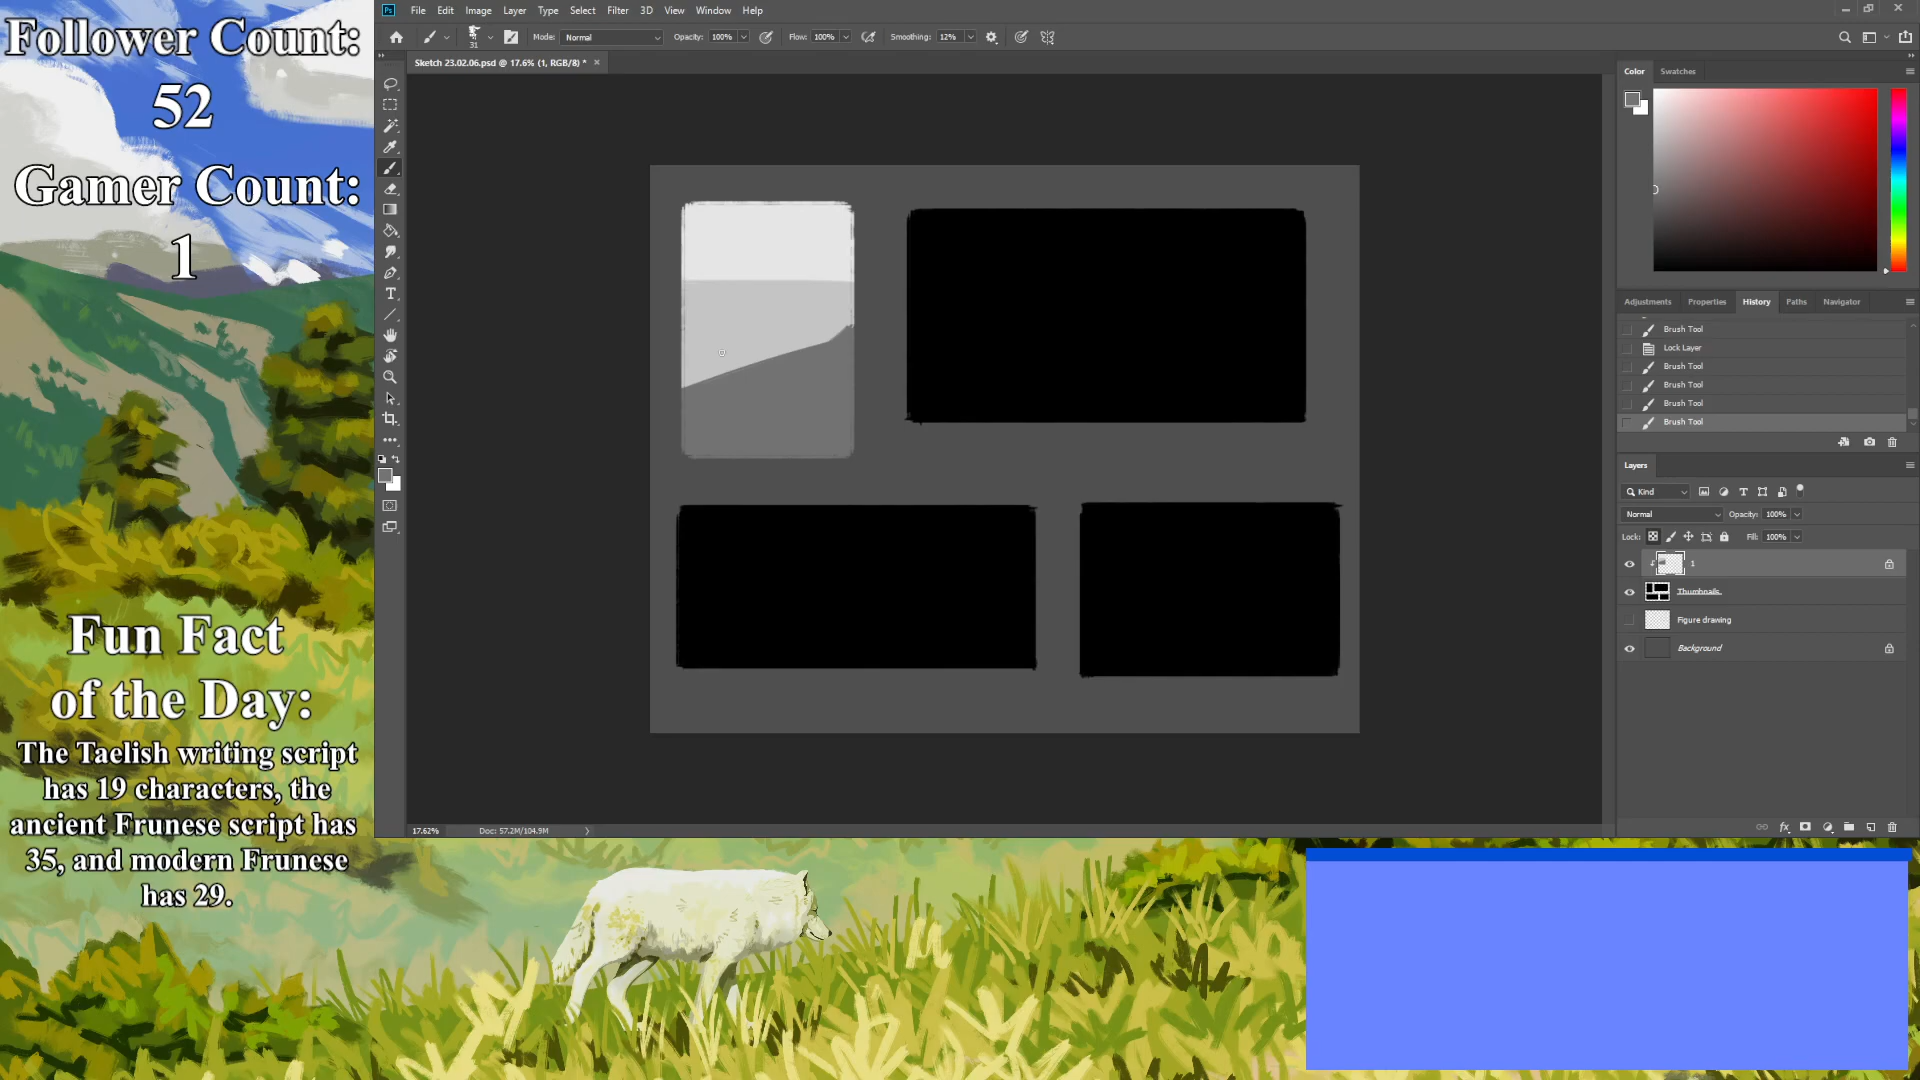 Follower Count:
52
Gamer Count:
1
Fun Fact
of the Day:
The Taelish writing script
has 19 characters, the
ancient Frunese script has
35, and modern Frunese
has 29.
Ps File Edit Image Layer Type Select Filter 3D View Window Help
31 Mode: Normal Opacity: 100% Flow: 100% Smoothing: 12%
Sketch 23.02.06.psd @ 17.6% (1, RGB/8) * ×
Color Swatches
Adjustments Properties History Paths Navigator
Brush Tool
Lock Layer
Brush Tool
Brush Tool
Brush Tool
Brush Tool
Layers
Kind
Normal Opacity: 100%
Lock: Fill: 100%
1
Thumbnails
Figure drawing
Background
17.62% Doc: 57.2M/104.9M